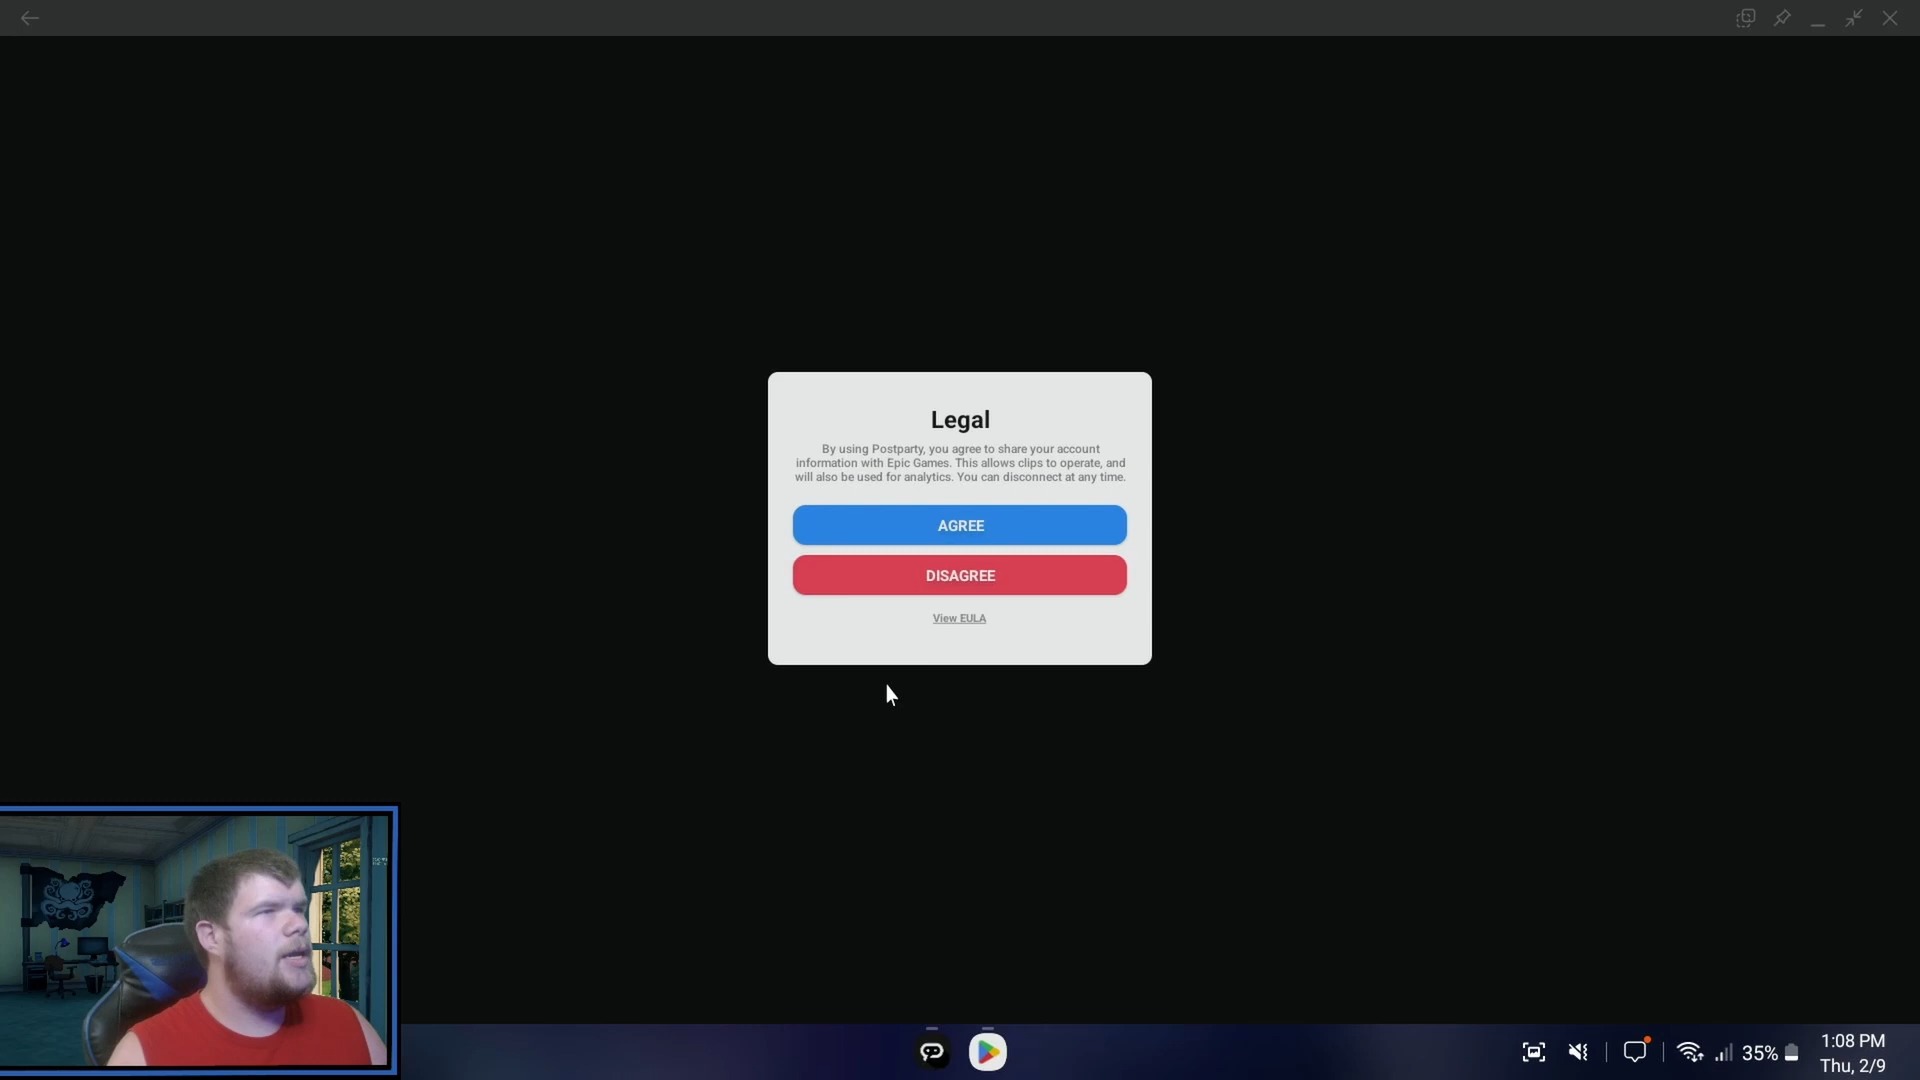 Legal
By using Postparty, you agree to share your account
information with Epic Games. This allows clips to operate, and
will also be used for analytics. You can disconnect at any time.
AGREE
DISAGREE
View EULA
35%
1:08 PM
Thu, 2/9